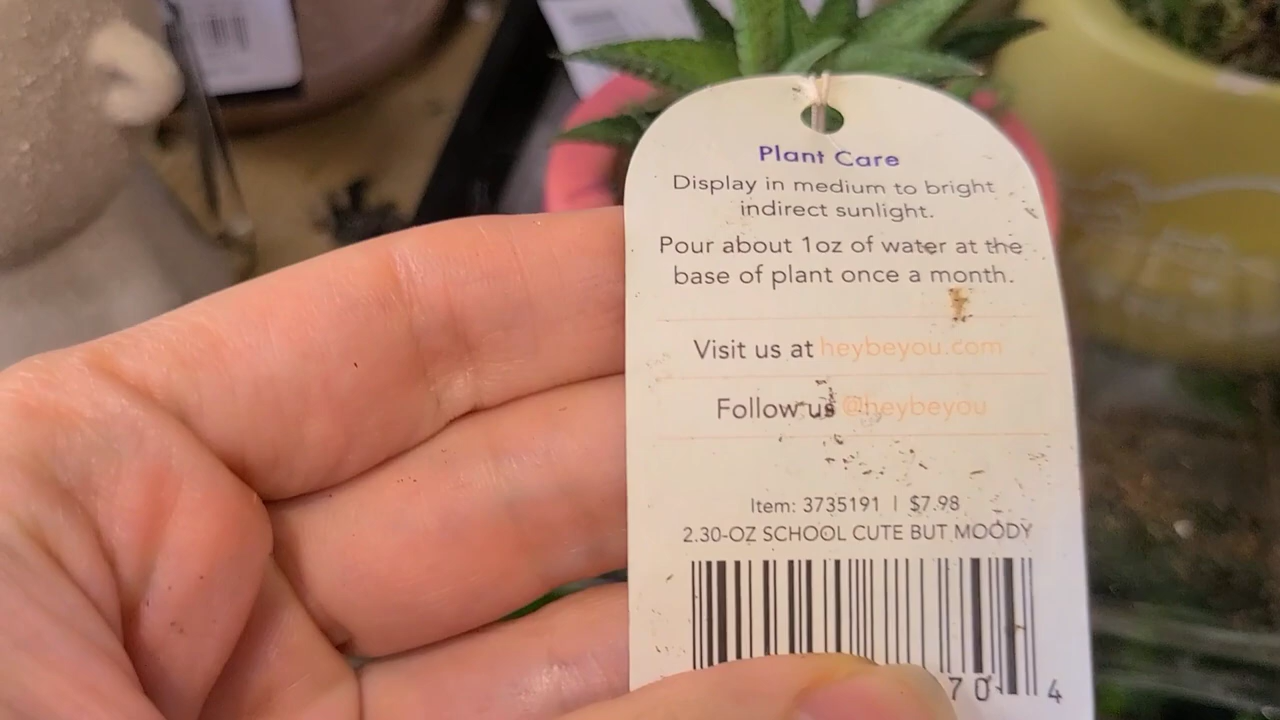 Plant Care
Display in medium to bright
indirect sunlight.
Pour about 1oz of water at the
base of plant once a month.
Visit us at heybeyou.com
Follow us @heybeyou
Item: 3735191 | $7.98
2.30-OZ SCHOOL CUTE BUT MOODY
70 4